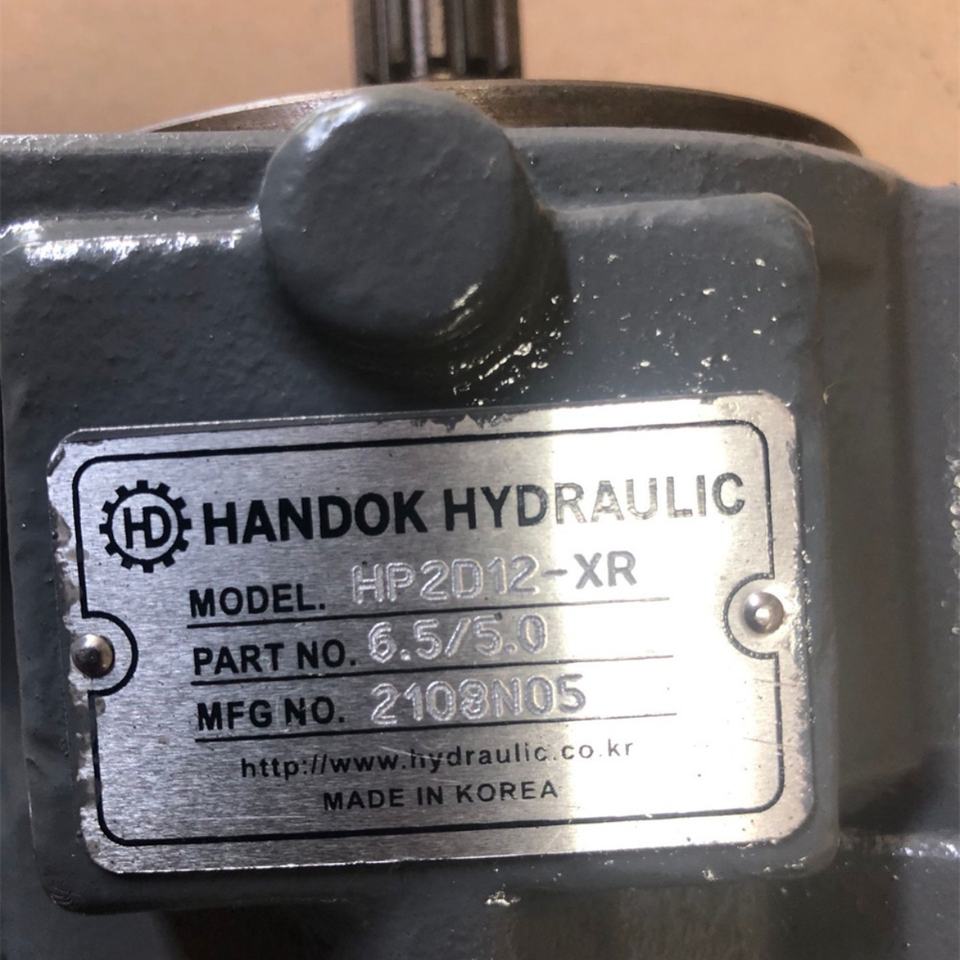 HD HANDOK HYDRAULIC
MODEL. HP2D12-XR
PART NO. 6.5/5.0
MFG NO. 2108N05
http://www.hydraulic.co.kr
MADE IN KOREA